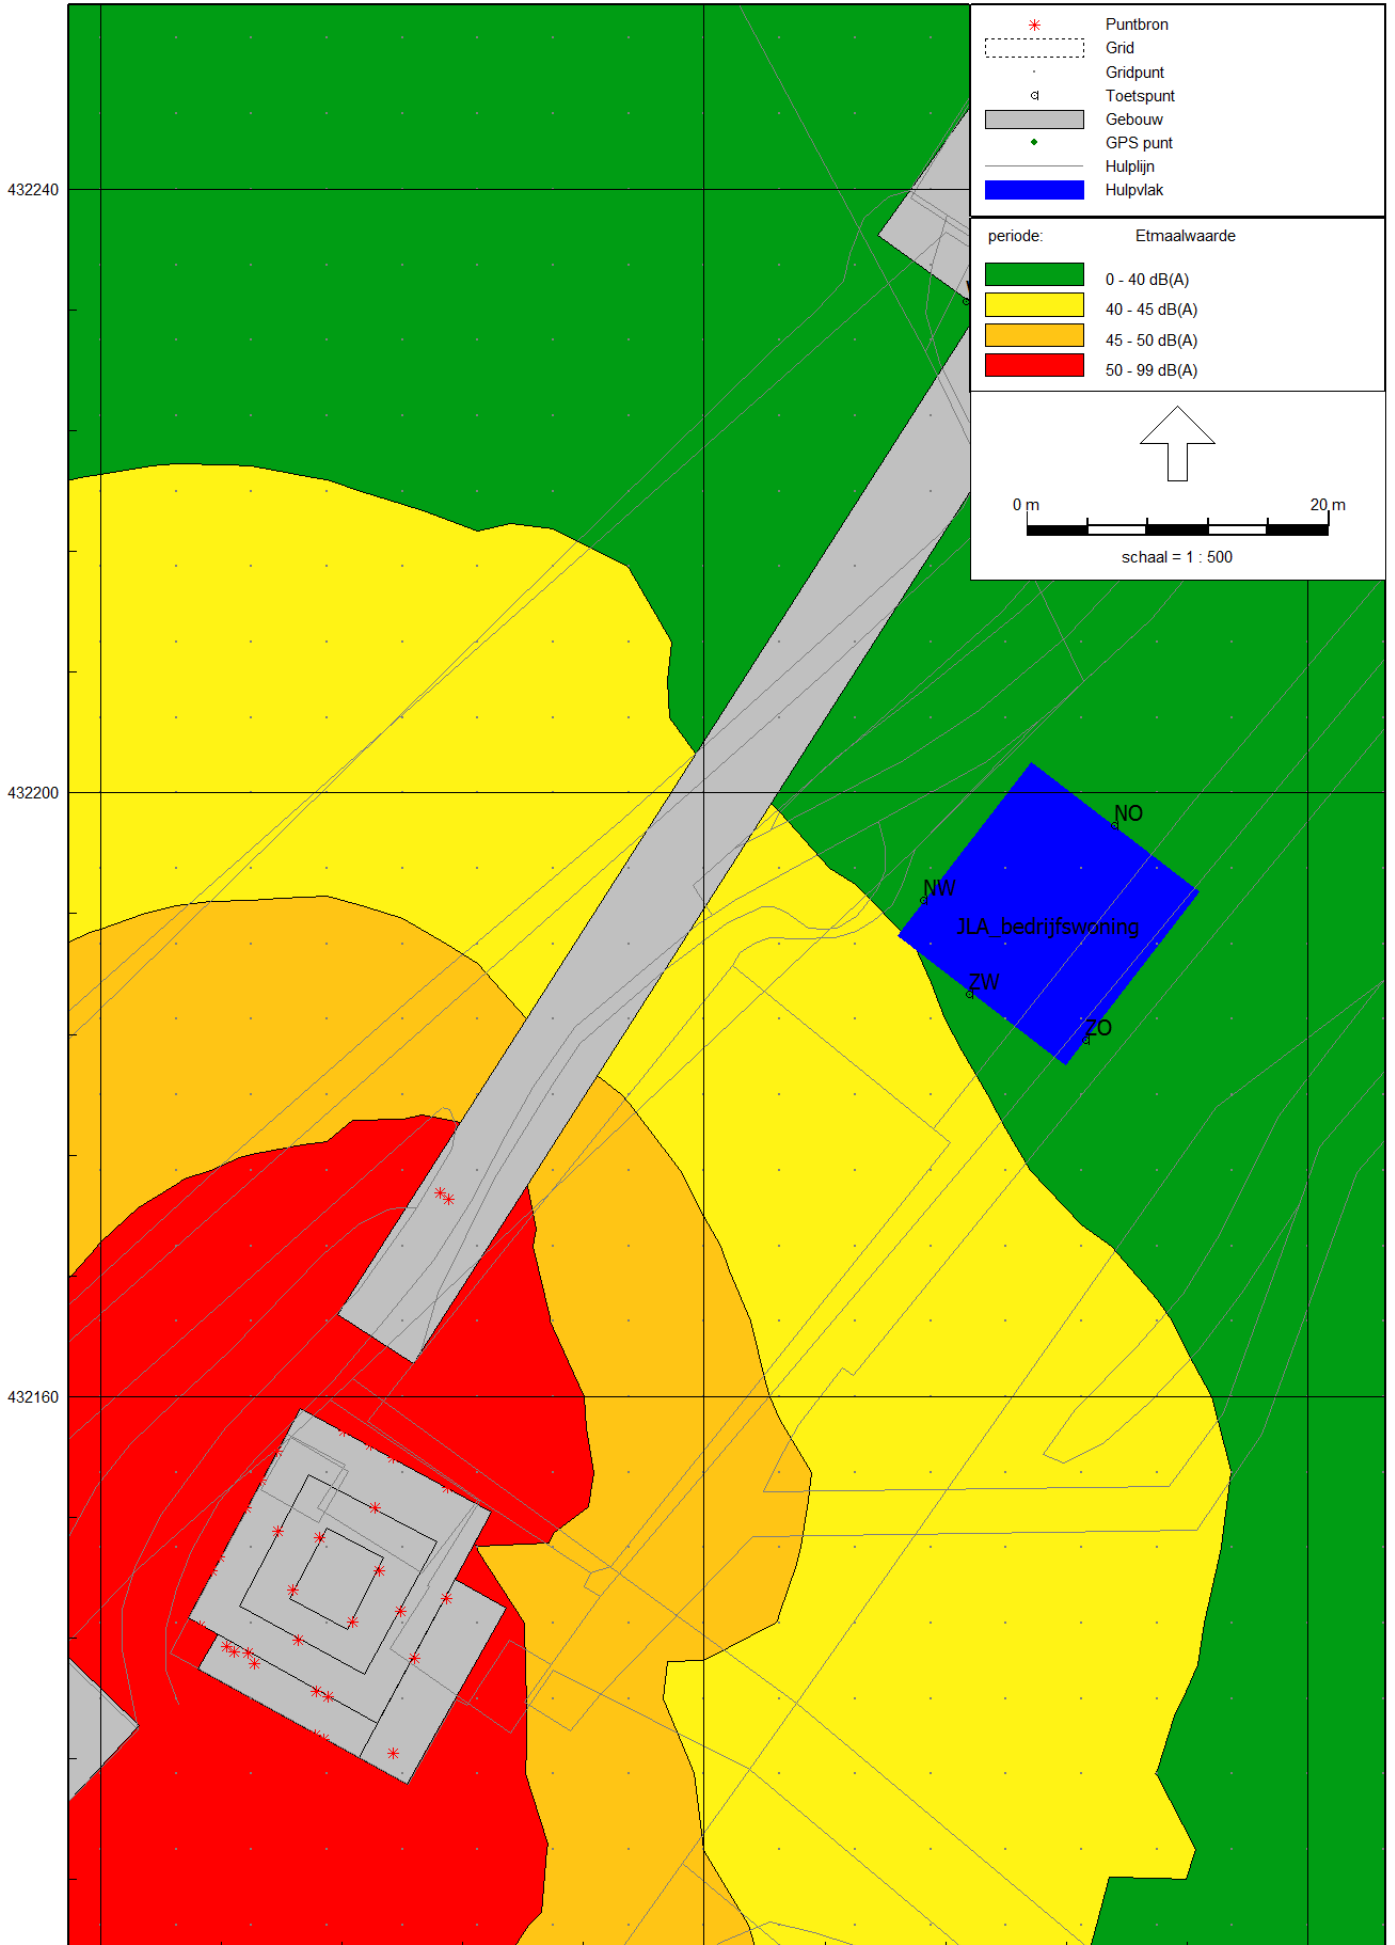 Puntbron
Grid
Gridpunt
Toetspunt
Gebouw
GPS punt
Hulplijn
Hulpvlak
432240
periode: Etmaalwaarde
0 - 40 dB(A)
40 - 45 dB(A)
45 - 50 dB(A)
50 - 99 dB(A)
0 m 20 m
schaal = 1 : 500
432200
NO
NW
JLA_bedrijfswoning
ZW
ZO
432160